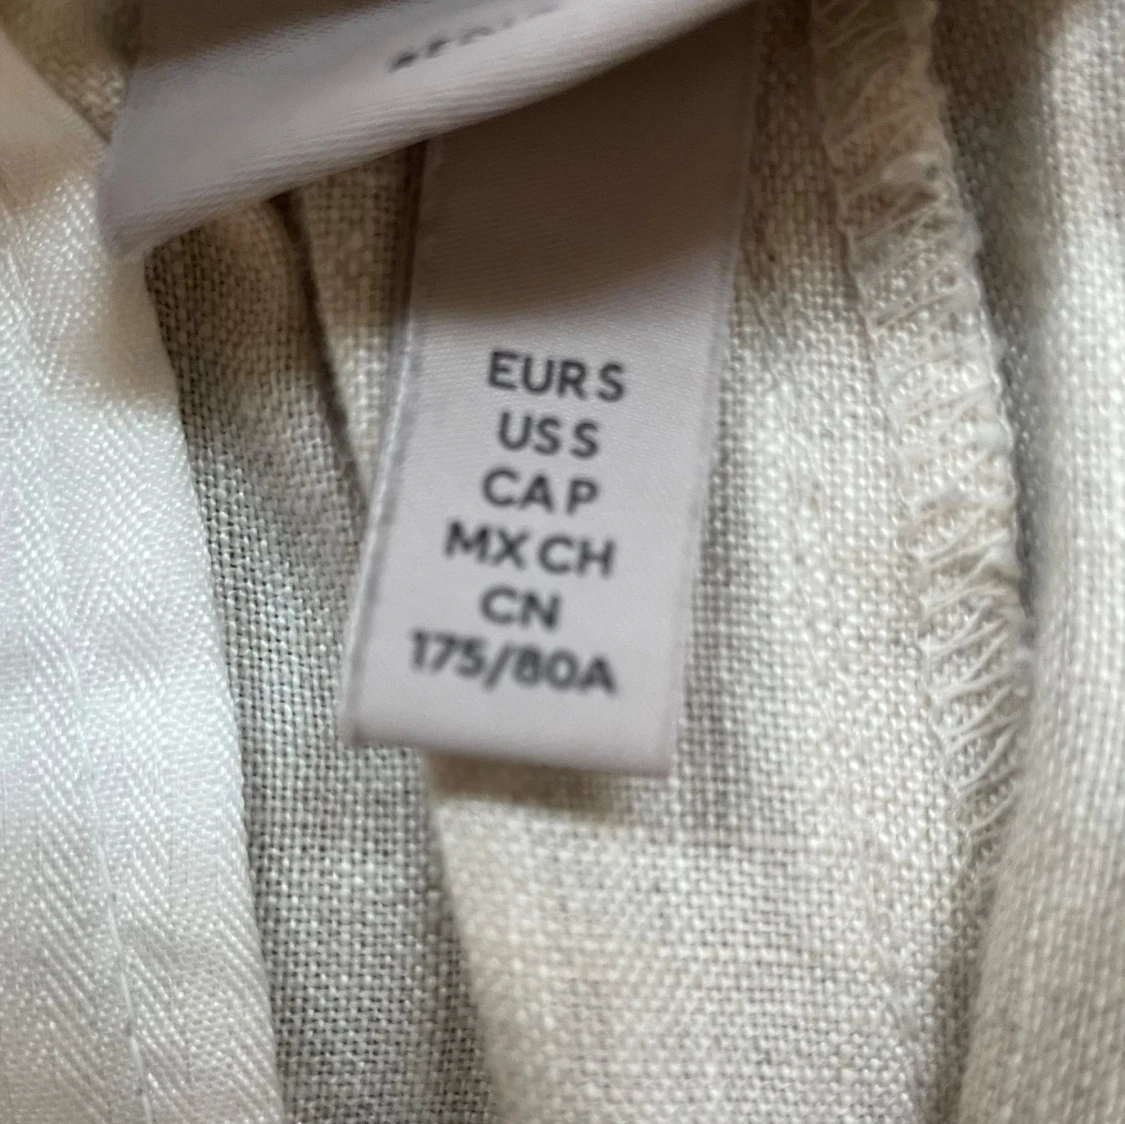 EUR S
US S
CA P
MX CH
CN
175/80A